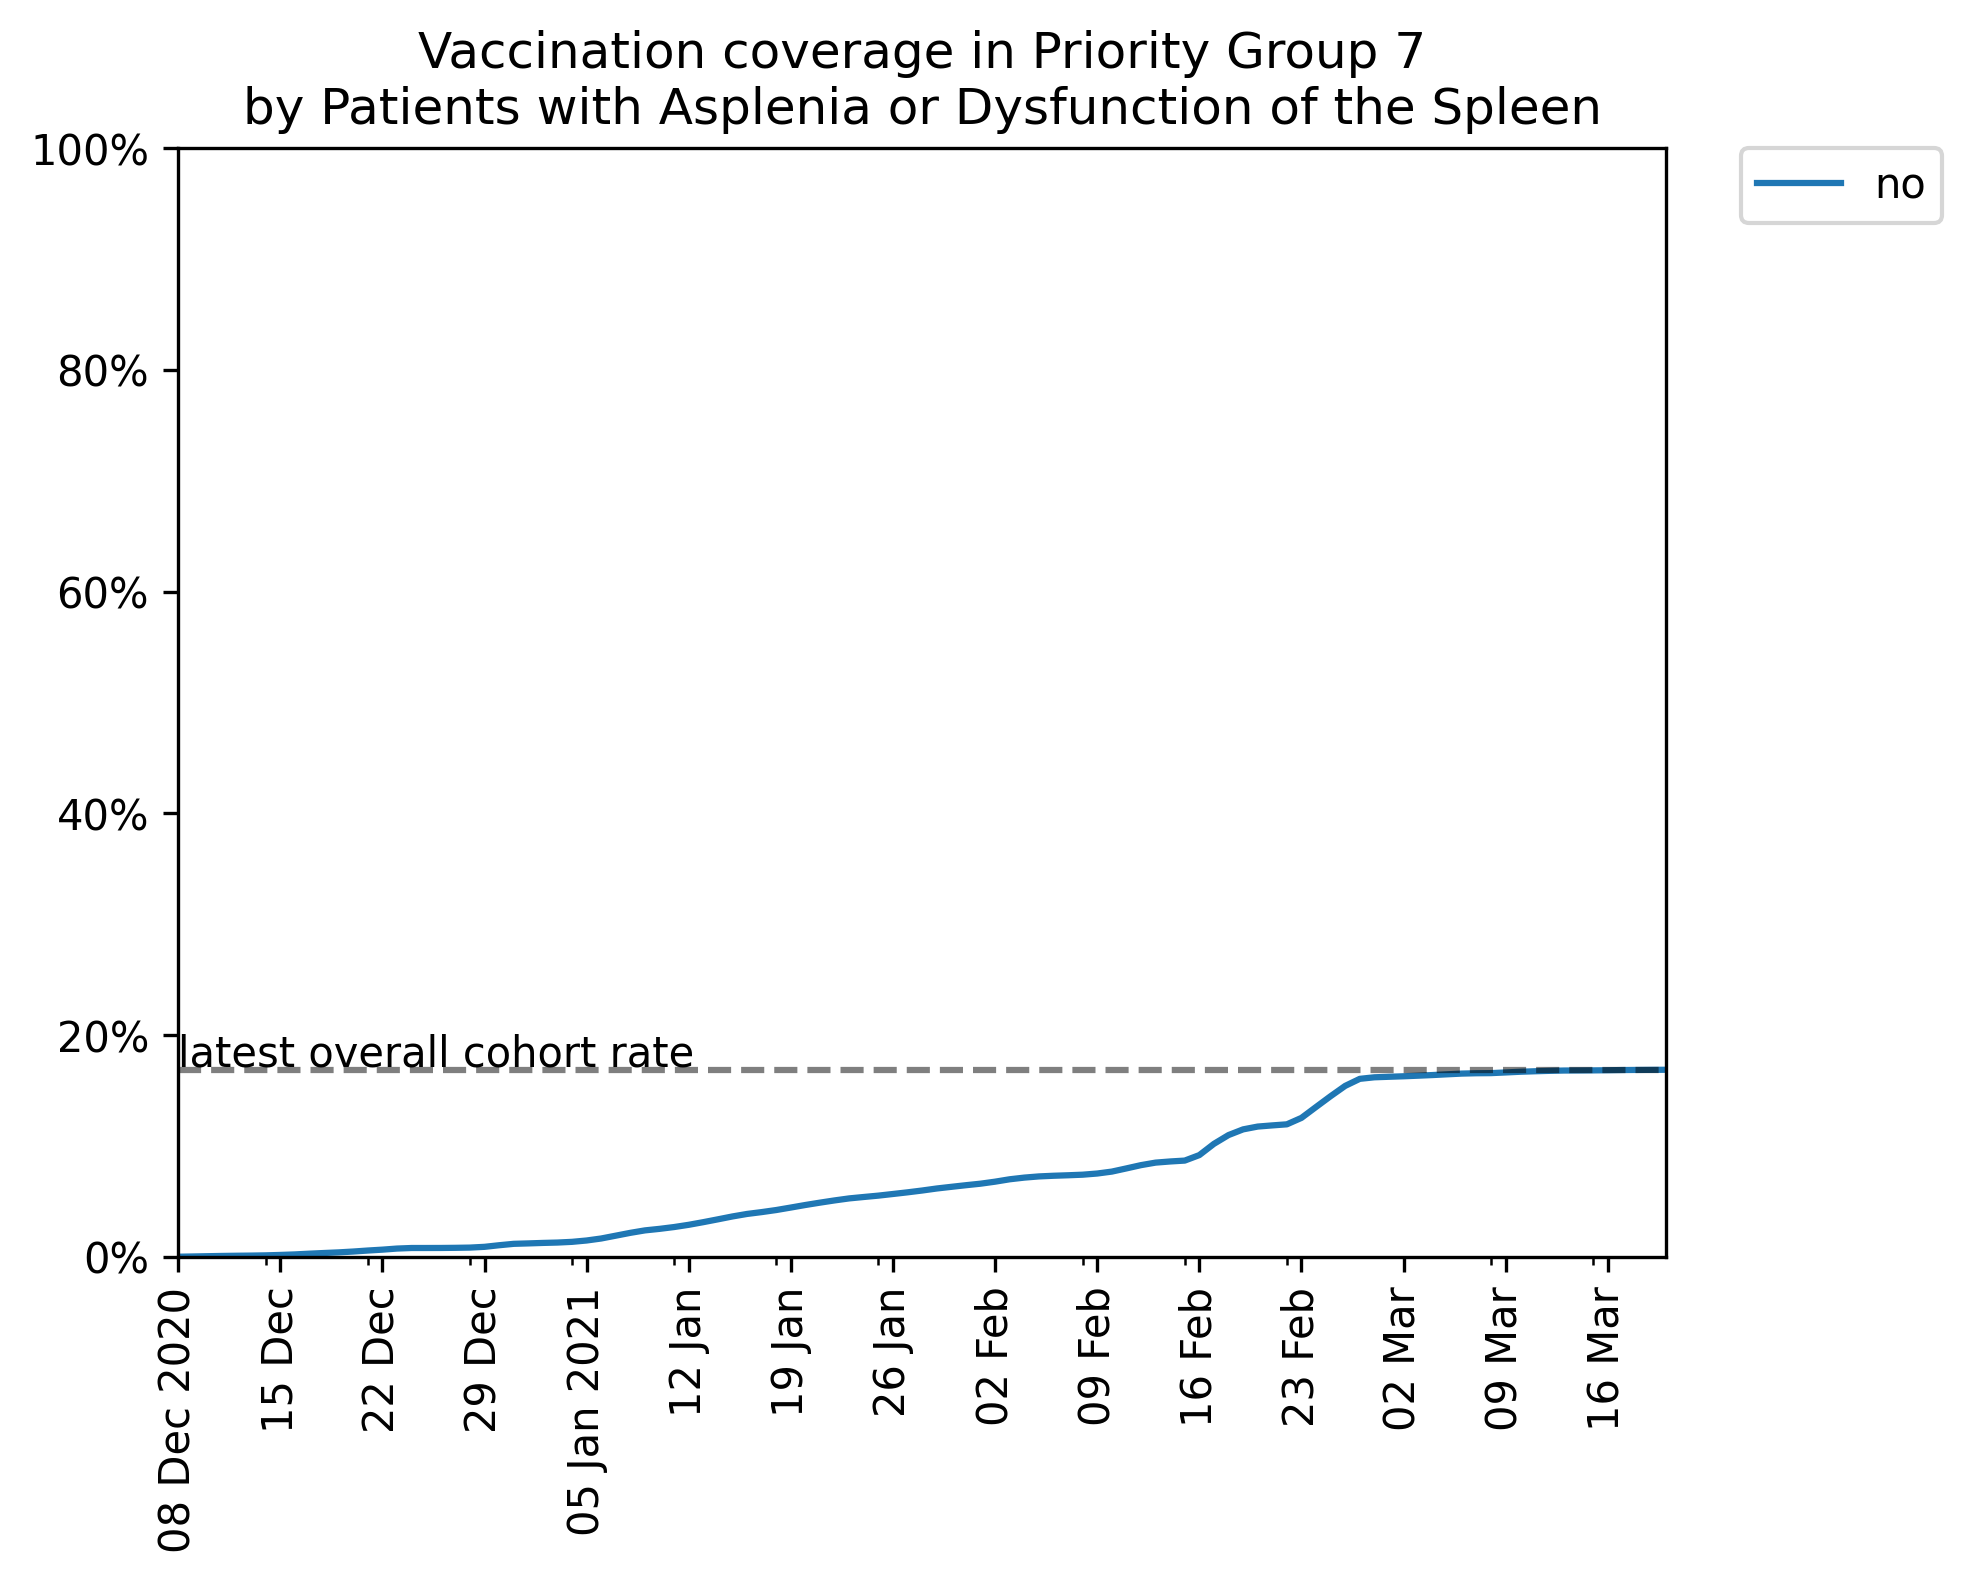 Vaccination coverage in Priority Group 7
by Patients with Asplenia or Dysfunction of the Spleen
100%
80%
60%
40%
20%
0%
latest overall cohort rate
no
08 Dec 2020
15 Dec
22 Dec
29 Dec
05 Jan 2021
12 Jan
19 Jan
26 Jan
02 Feb
09 Feb
16 Feb
23 Feb
02 Mar
09 Mar
16 Mar